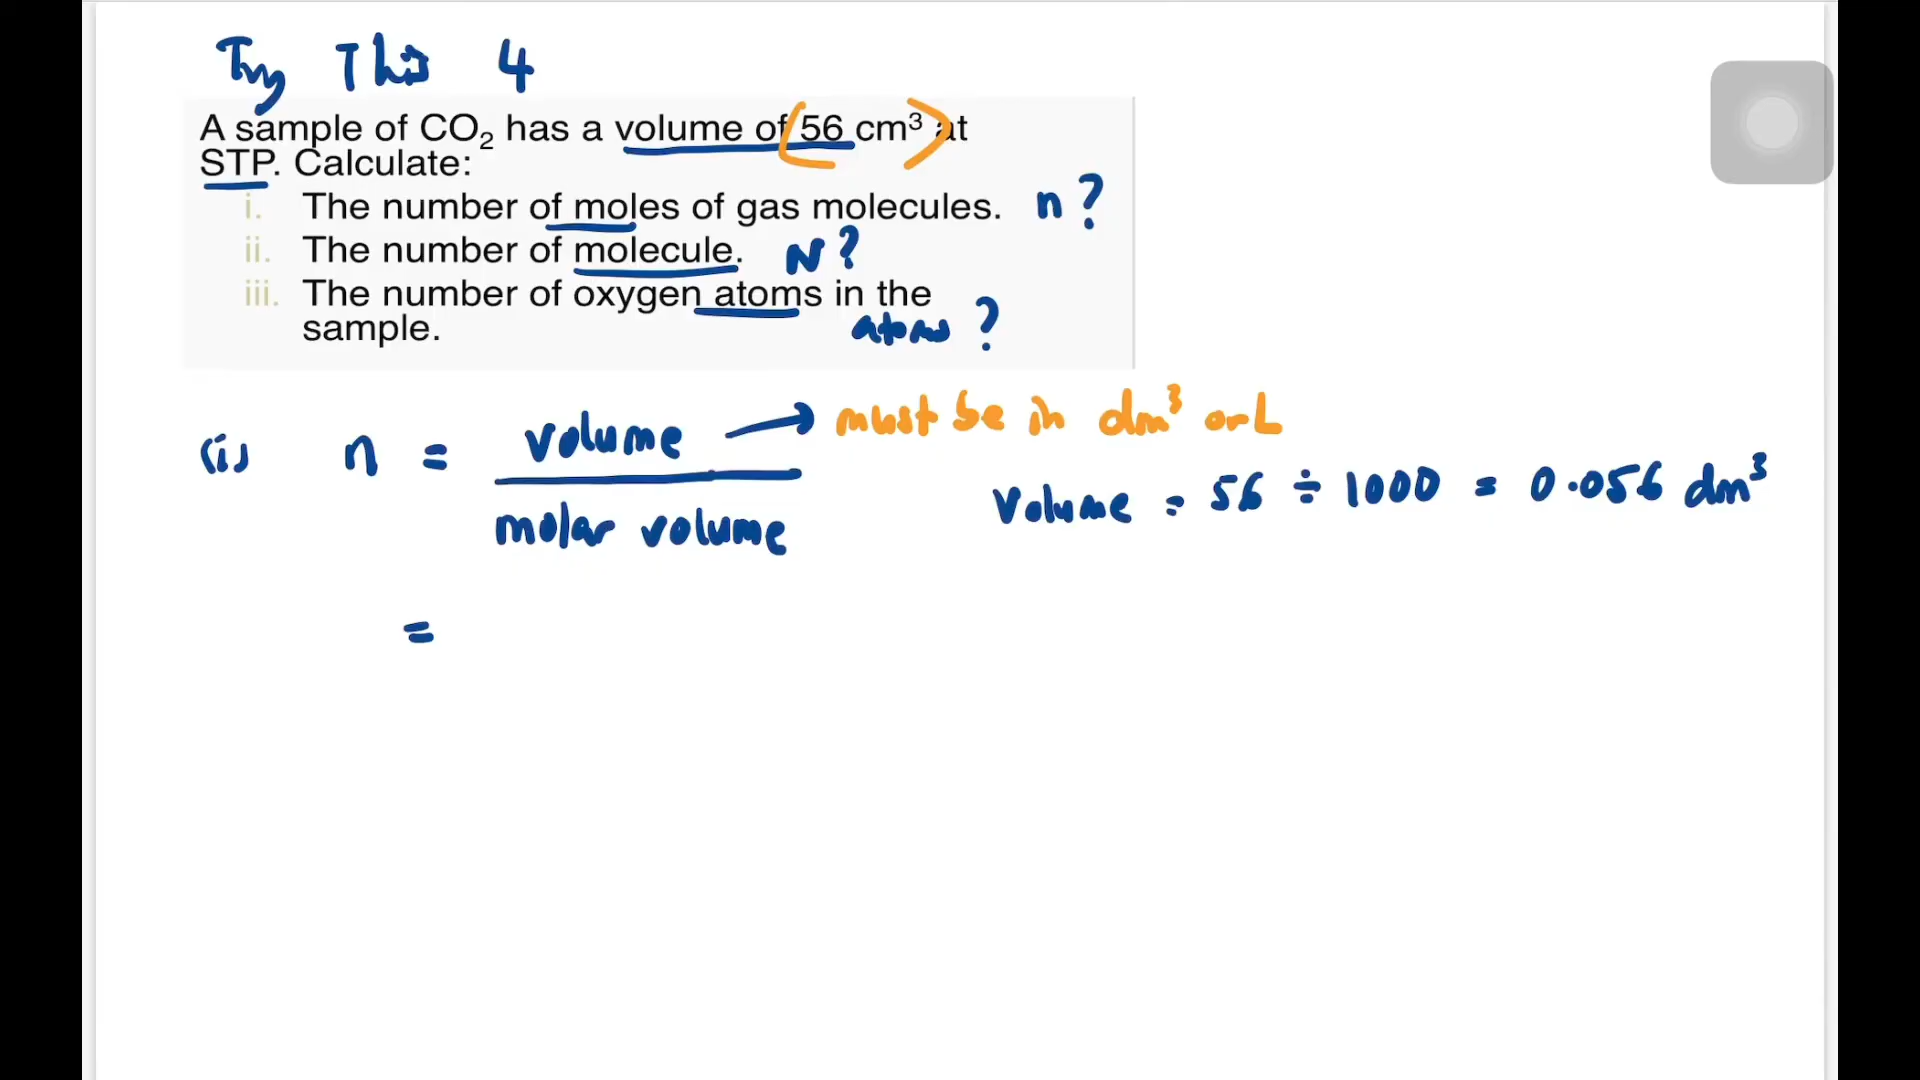 Try This 4
A sample of CO₂ has a volume of (56 cm³) at
STP. Calculate:
i. The number of moles of gas molecules. n?
ii. The number of molecule. N?
iii. The number of oxygen atoms in the
sample. atoms?
(i) n = volume → must be in dm³ or L
molar volume
Volume = 56 ÷ 1000 = 0.056 dm³
=